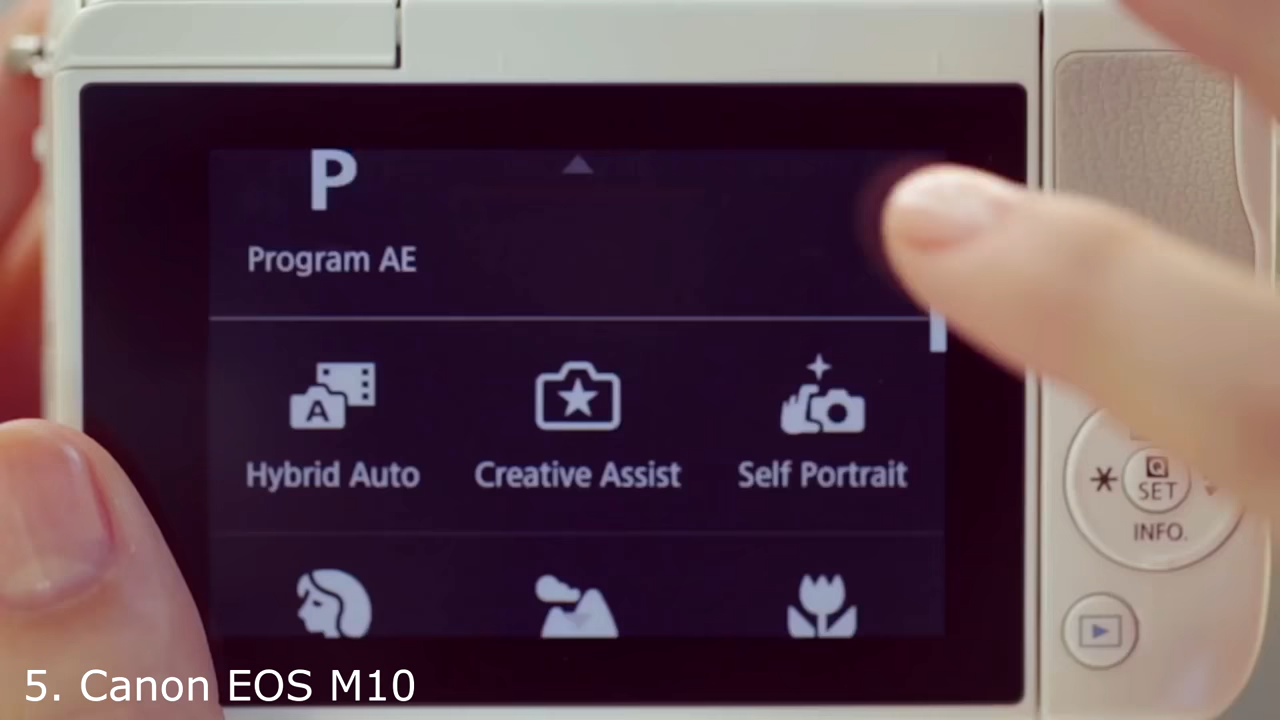 P
Program AE
A
Hybrid Auto
Creative Assist
Self Portrait
Q
SET
INFO.
5. Canon EOS M10